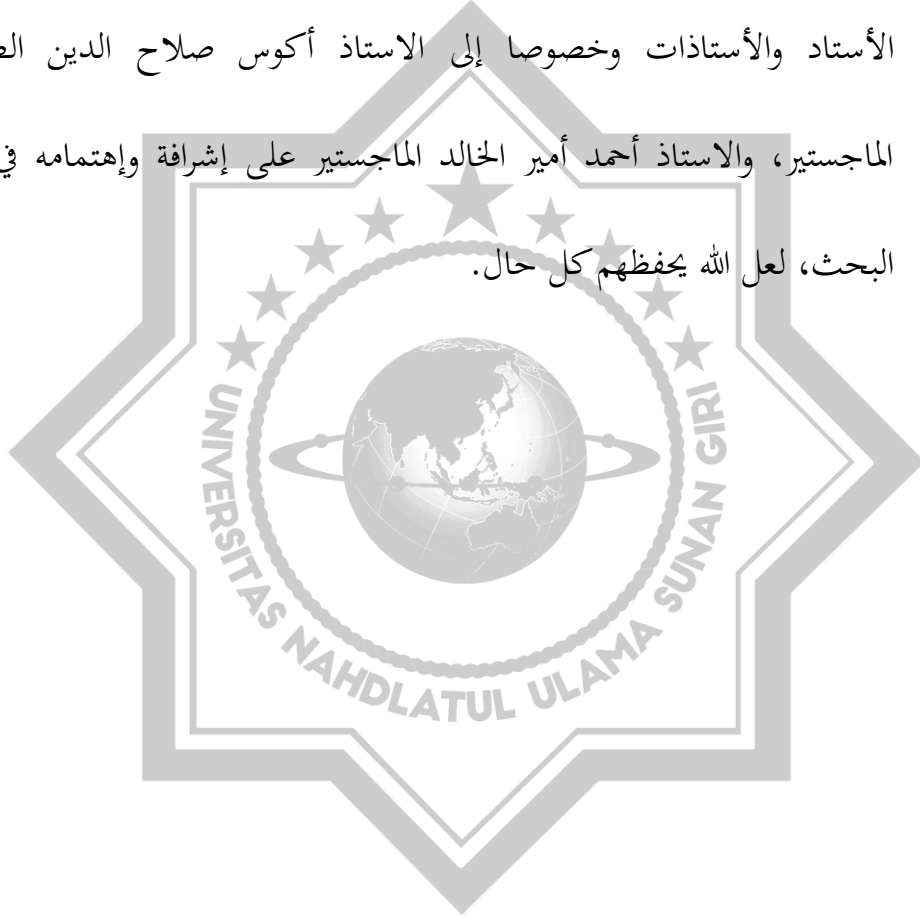 الأستاد والأستاذات وخصوصا إلى الاستاذ أكوس صلاح الدين
الماجستير، والاستاذ أحمد أمير الخالد الماجستير على إشرافة وإهتمامه في
البحث، لعل الله يحفظهم كل حال.
UNIVERSITAS NAHDLATUL ULAMA SUNAN GIRI